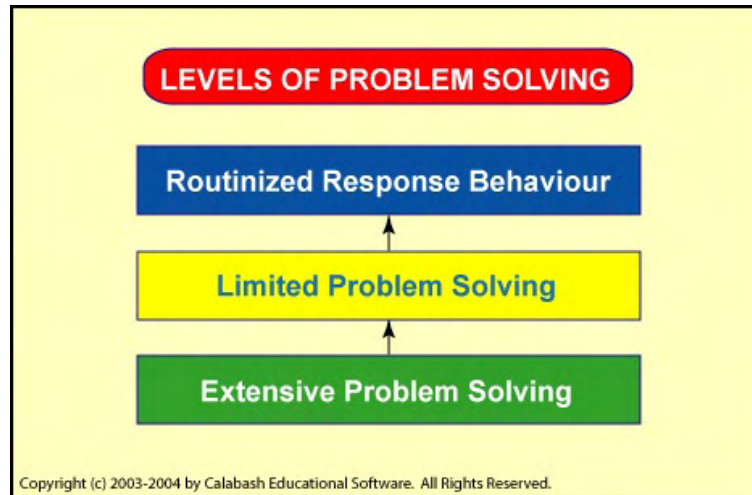 LEVELS OF PROBLEM SOLVING
Routinized Response Behaviour
Limited Problem Solving
Extensive Problem Solving
Copyright (c) 2003-2004 by Calabash Educational Software. All Rights Reserved.